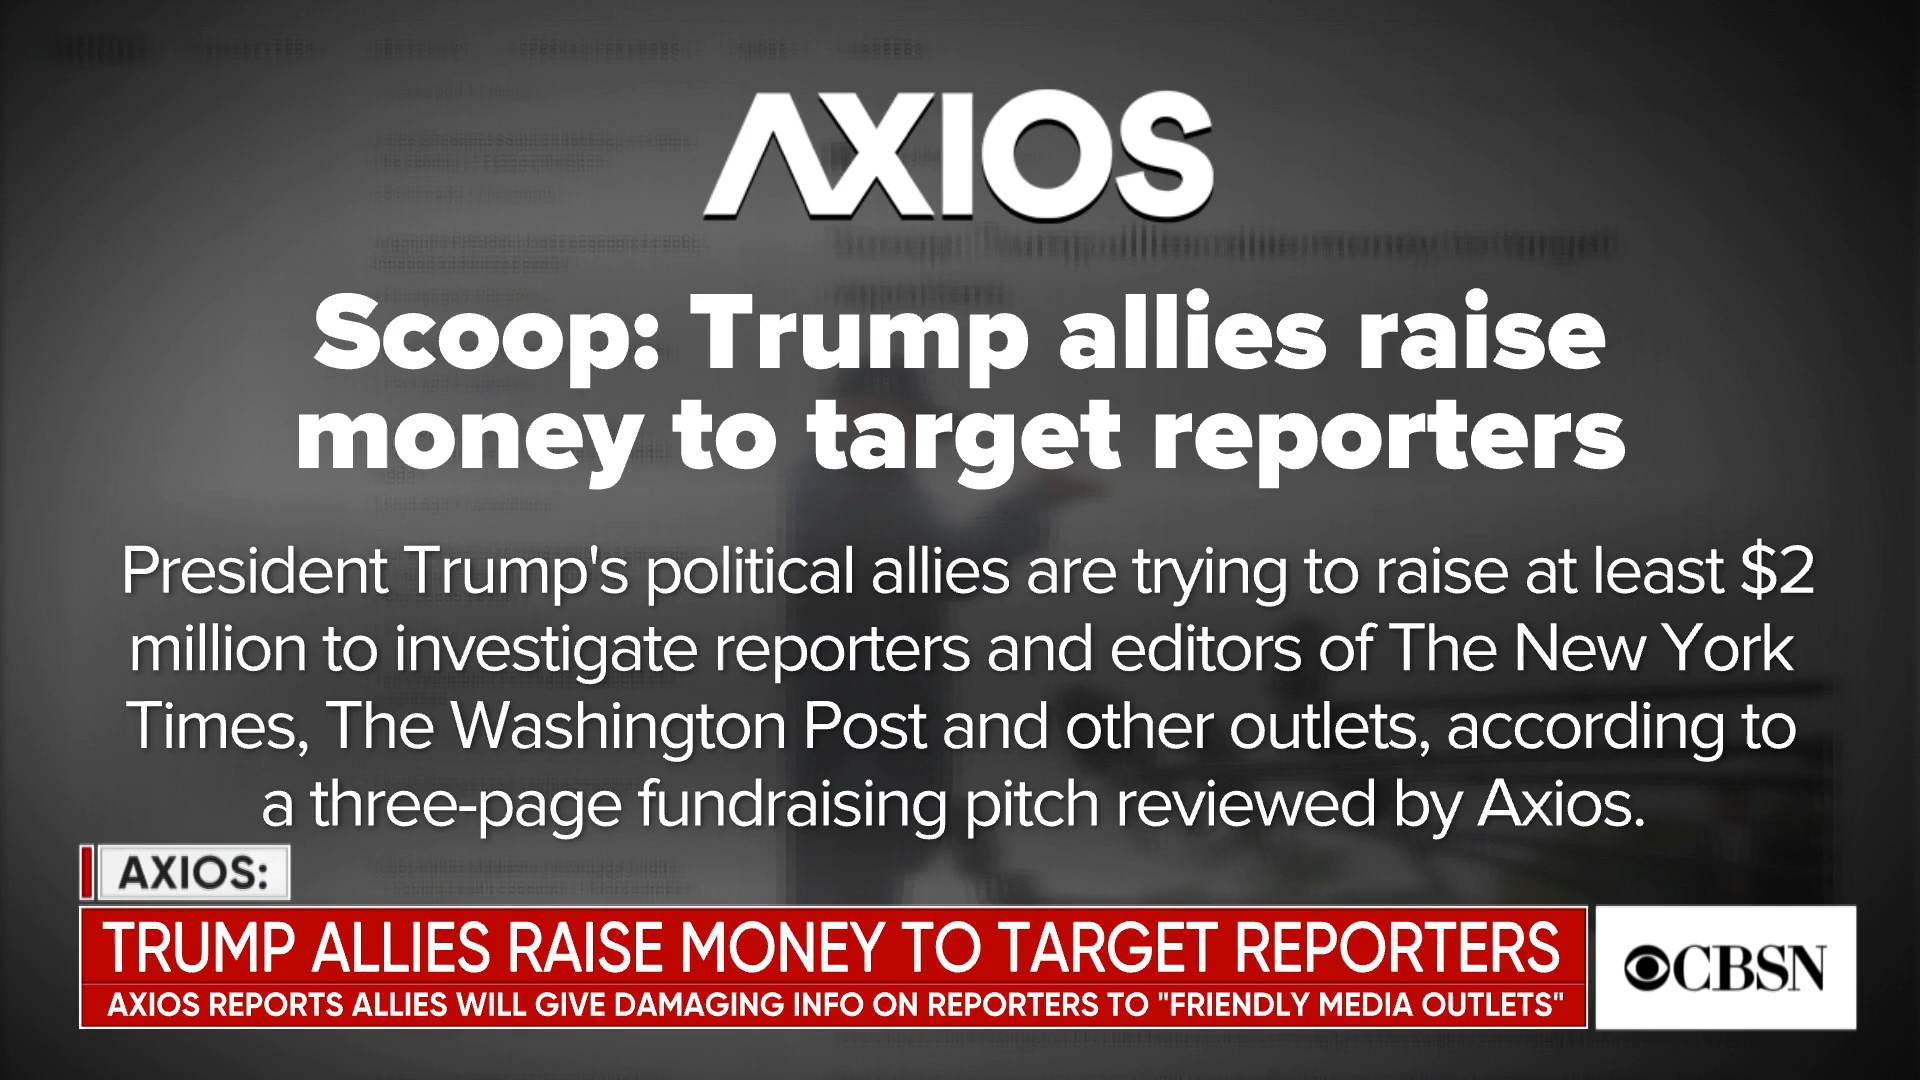 AXIOS
Scoop: Trump allies raise
money to target reporters
President Trump's political allies are trying to raise at least $2
million to investigate reporters and editors of The New York
Times, The Washington Post and other outlets, according to
a three-page fundraising pitch reviewed by Axios.
AXIOS:
TRUMP ALLIES RAISE MONEY TO TARGET REPORTERS
AXIOS REPORTS ALLIES WILL GIVE DAMAGING INFO ON REPORTERS TO "FRIENDLY MEDIA OUTLETS"
CBSN